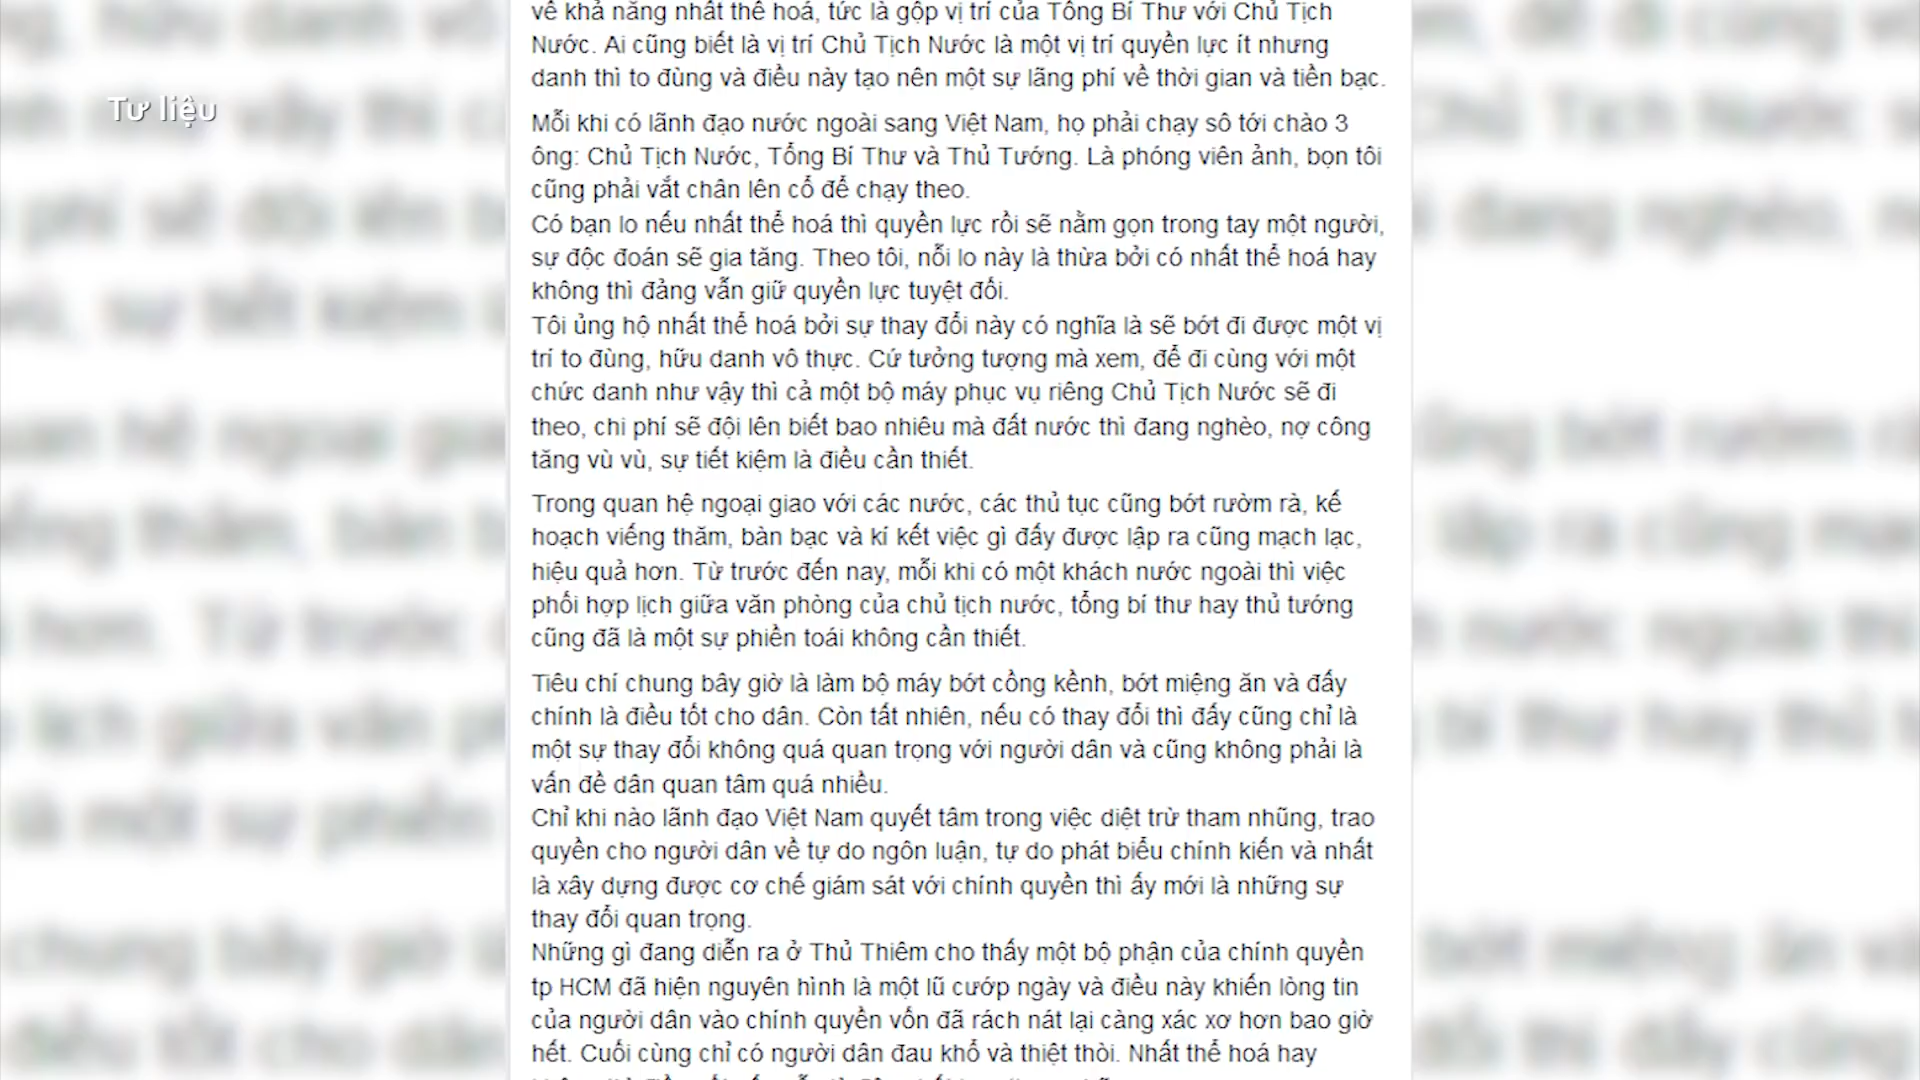 về khả năng nhất thể hoá, tức là gộp vị trí của Tổng Bí Thư với Chủ Tịch
Nước. Ai cũng biết là vị trí Chủ Tịch Nước là một vị trí quyền lực ít nhưng
danh thì to đùng và điều này tạo nên một sự lãng phí về thời gian và tiền bạc.
Tư liệu
Mỗi khi có lãnh đạo nước ngoài sang Việt Nam, họ phải chạy sô tới chào 3
ông: Chủ Tịch Nước, Tổng Bí Thư và Thủ Tướng. Là phóng viên ảnh, bọn tôi
cũng phải vắt chân lên cổ để chạy theo.
Có bạn lo nếu nhất thể hoá thì quyền lực rồi sẽ nằm gọn trong tay một người,
sự độc đoán sẽ gia tăng. Theo tôi, nỗi lo này là thừa bởi có nhất thể hoá hay
không thì đảng vẫn giữ quyền lực tuyệt đối.
Tôi ủng hộ nhất thể hoá bởi sự thay đổi này có nghĩa là sẽ bớt đi được một vị
trí to đùng, hữu danh vô thực. Cứ tưởng tượng mà xem, để đi cùng với một
chức danh như vậy thì cả một bộ máy phục vụ riêng Chủ Tịch Nước sẽ đi
theo, chi phí sẽ đội lên biết bao nhiêu mà đất nước thì đang nghèo, nợ công
tăng vù vù, sự tiết kiệm là điều cần thiết.
Trong quan hệ ngoại giao với các nước, các thủ tục cũng bớt rườm rà, kế
hoạch viếng thăm, bàn bạc và kí kết việc gì đấy được lập ra cũng mạch lạc,
hiệu quả hơn. Từ trước đến nay, mỗi khi có một khách nước ngoài thì việc
phối hợp lịch giữa văn phòng của chủ tịch nước, tổng bí thư hay thủ tướng
cũng đã là một sự phiền toái không cần thiết.
Tiêu chí chung bây giờ là làm bộ máy bớt cồng kềnh, bớt miệng ăn và đấy
chính là điều tốt cho dân. Còn tất nhiên, nếu có thay đổi thì đấy cũng chỉ là
một sự thay đổi không quá quan trọng với người dân và cũng không phải là
vấn đề dân quan tâm quá nhiều.
Chỉ khi nào lãnh đạo Việt Nam quyết tâm trong việc diệt trừ tham nhũng, trao
quyền cho người dân về tự do ngôn luận, tự do phát biểu chính kiến và nhất
là xây dựng được cơ chế giám sát với chính quyền thì ấy mới là những sự
thay đổi quan trọng.
Những gì đang diễn ra ở Thủ Thiêm cho thấy một bộ phận của chính quyền
tp HCM đã hiện nguyên hình là một lũ cướp ngày và điều này khiến lòng tin
của người dân vào chính quyền vốn đã rách nát lại càng xác xơ hơn bao giờ
hết. Cuối cùng chỉ có người dân đau khổ và thiệt thòi. Nhất thể hoá hay